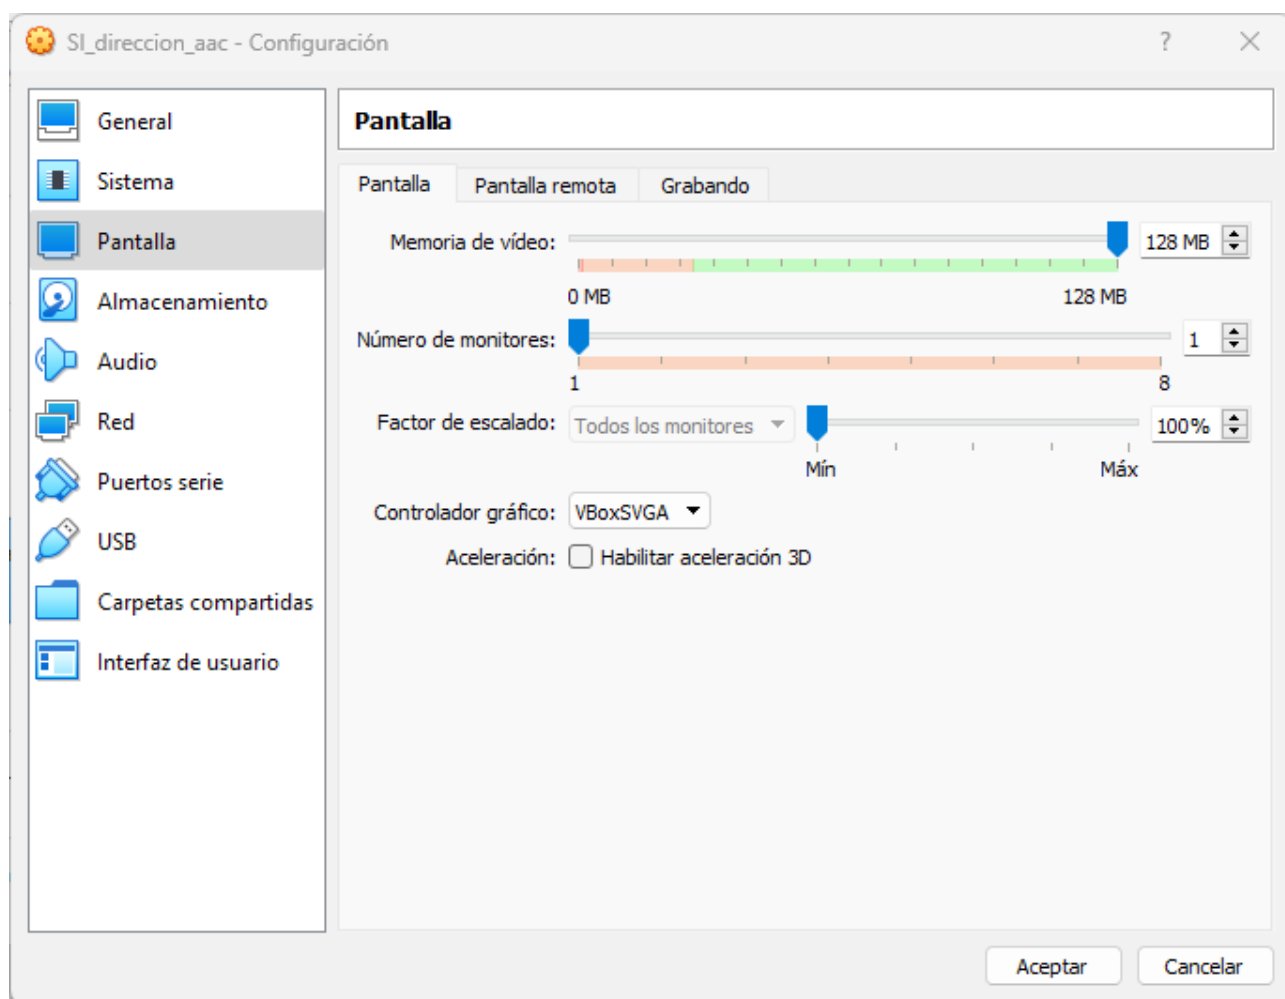 SI_direccion_aac - Configuración ?
General
Sistema
Pantalla
Almacenamiento
Audio
Red
Puertos serie
USB
Carpetas compartidas
Interfaz de usuario
Pantalla
Pantalla Pantalla remota Grabando
Memoria de vídeo: 128 MB
0 MB 128 MB
Número de monitores: 1
1 8
Factor de escalado: Todos los monitores 100%
Mín Máx
Controlador gráfico: VBoxSVGA
Aceleración: Habilitar aceleración 3D
Aceptar Cancelar